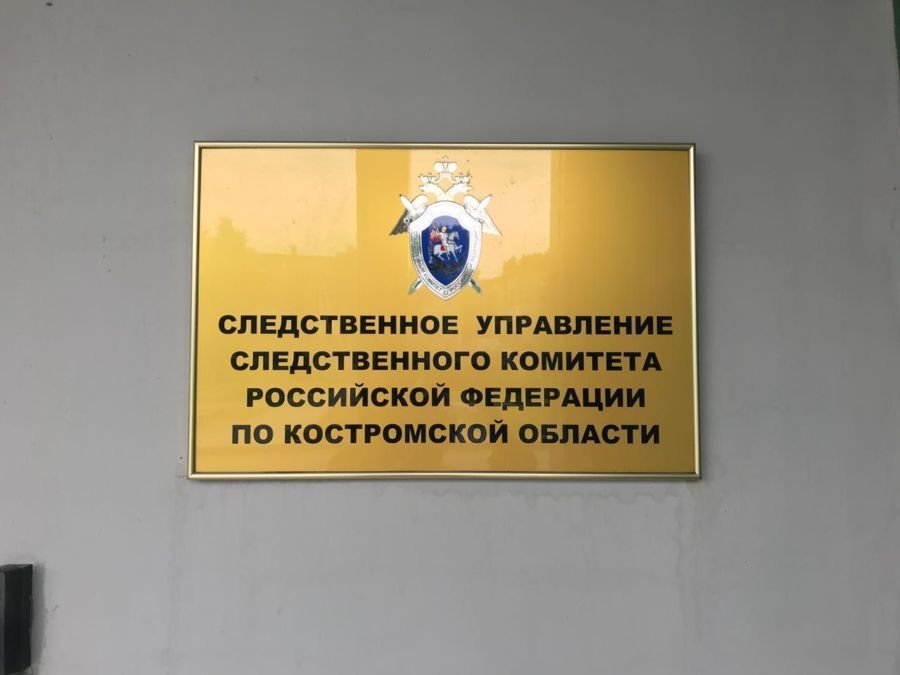 СЛЕДСТВЕННОЕ УПРАВЛЕНИЕ
СЛЕДСТВЕННОГО КОМИТЕТА
РОССИЙСКОЙ ФЕДЕРАЦИИ
ПО КОСТРОМСКОЙ ОБЛАСТИ